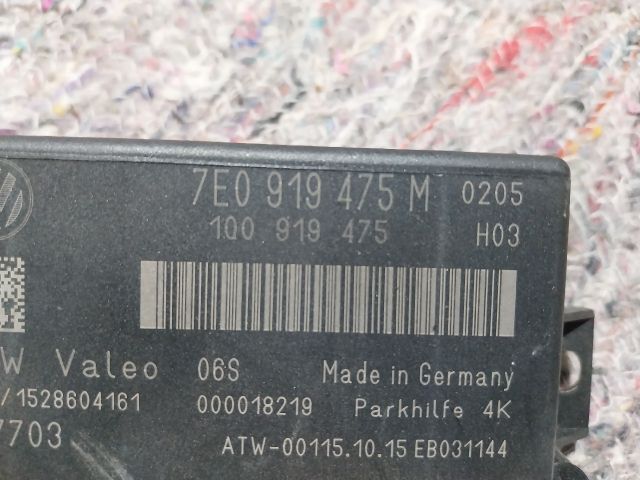 7E0 919 475 M 0205
1Q0 919 475 H03
W Valeo 06S Made in Germany
/1528604161 000018219 Parkhilfe 4K
7703 ATW-00115.10.15 EB031144